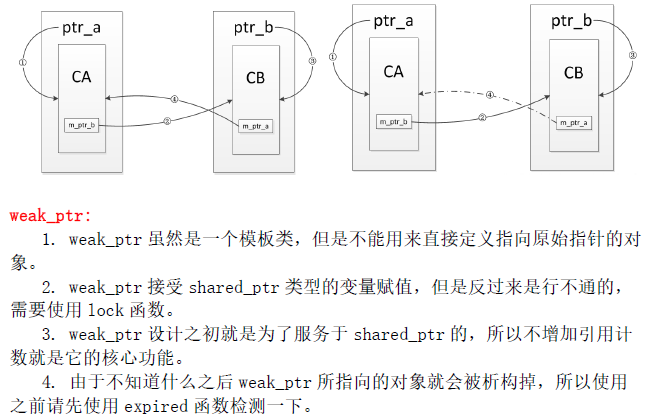 ptr_a
ptr_b
ptr_a
ptr_b
①
③
①
③
CA
CB
CA
CB
④
④
m_ptr_b
②
m_ptr_a
m_ptr_b
②
m_ptr_a
weak_ptr:
1. weak_ptr 虽然是一个模板类，但是不能用来直接定义指向原始指针的对
象。
2. weak_ptr 接受 shared_ptr 类型的变量赋值，但是反过来是行不通的，
需要使用 lock 函数。
3. weak_ptr 设计之初就是为了服务于 shared_ptr 的，所以不增加引用计
数就是它的核心功能。
4. 由于不知道什么之后 weak_ptr 所指向的对象就会被析构掉，所以使用
之前请先使用 expired 函数检测一下。